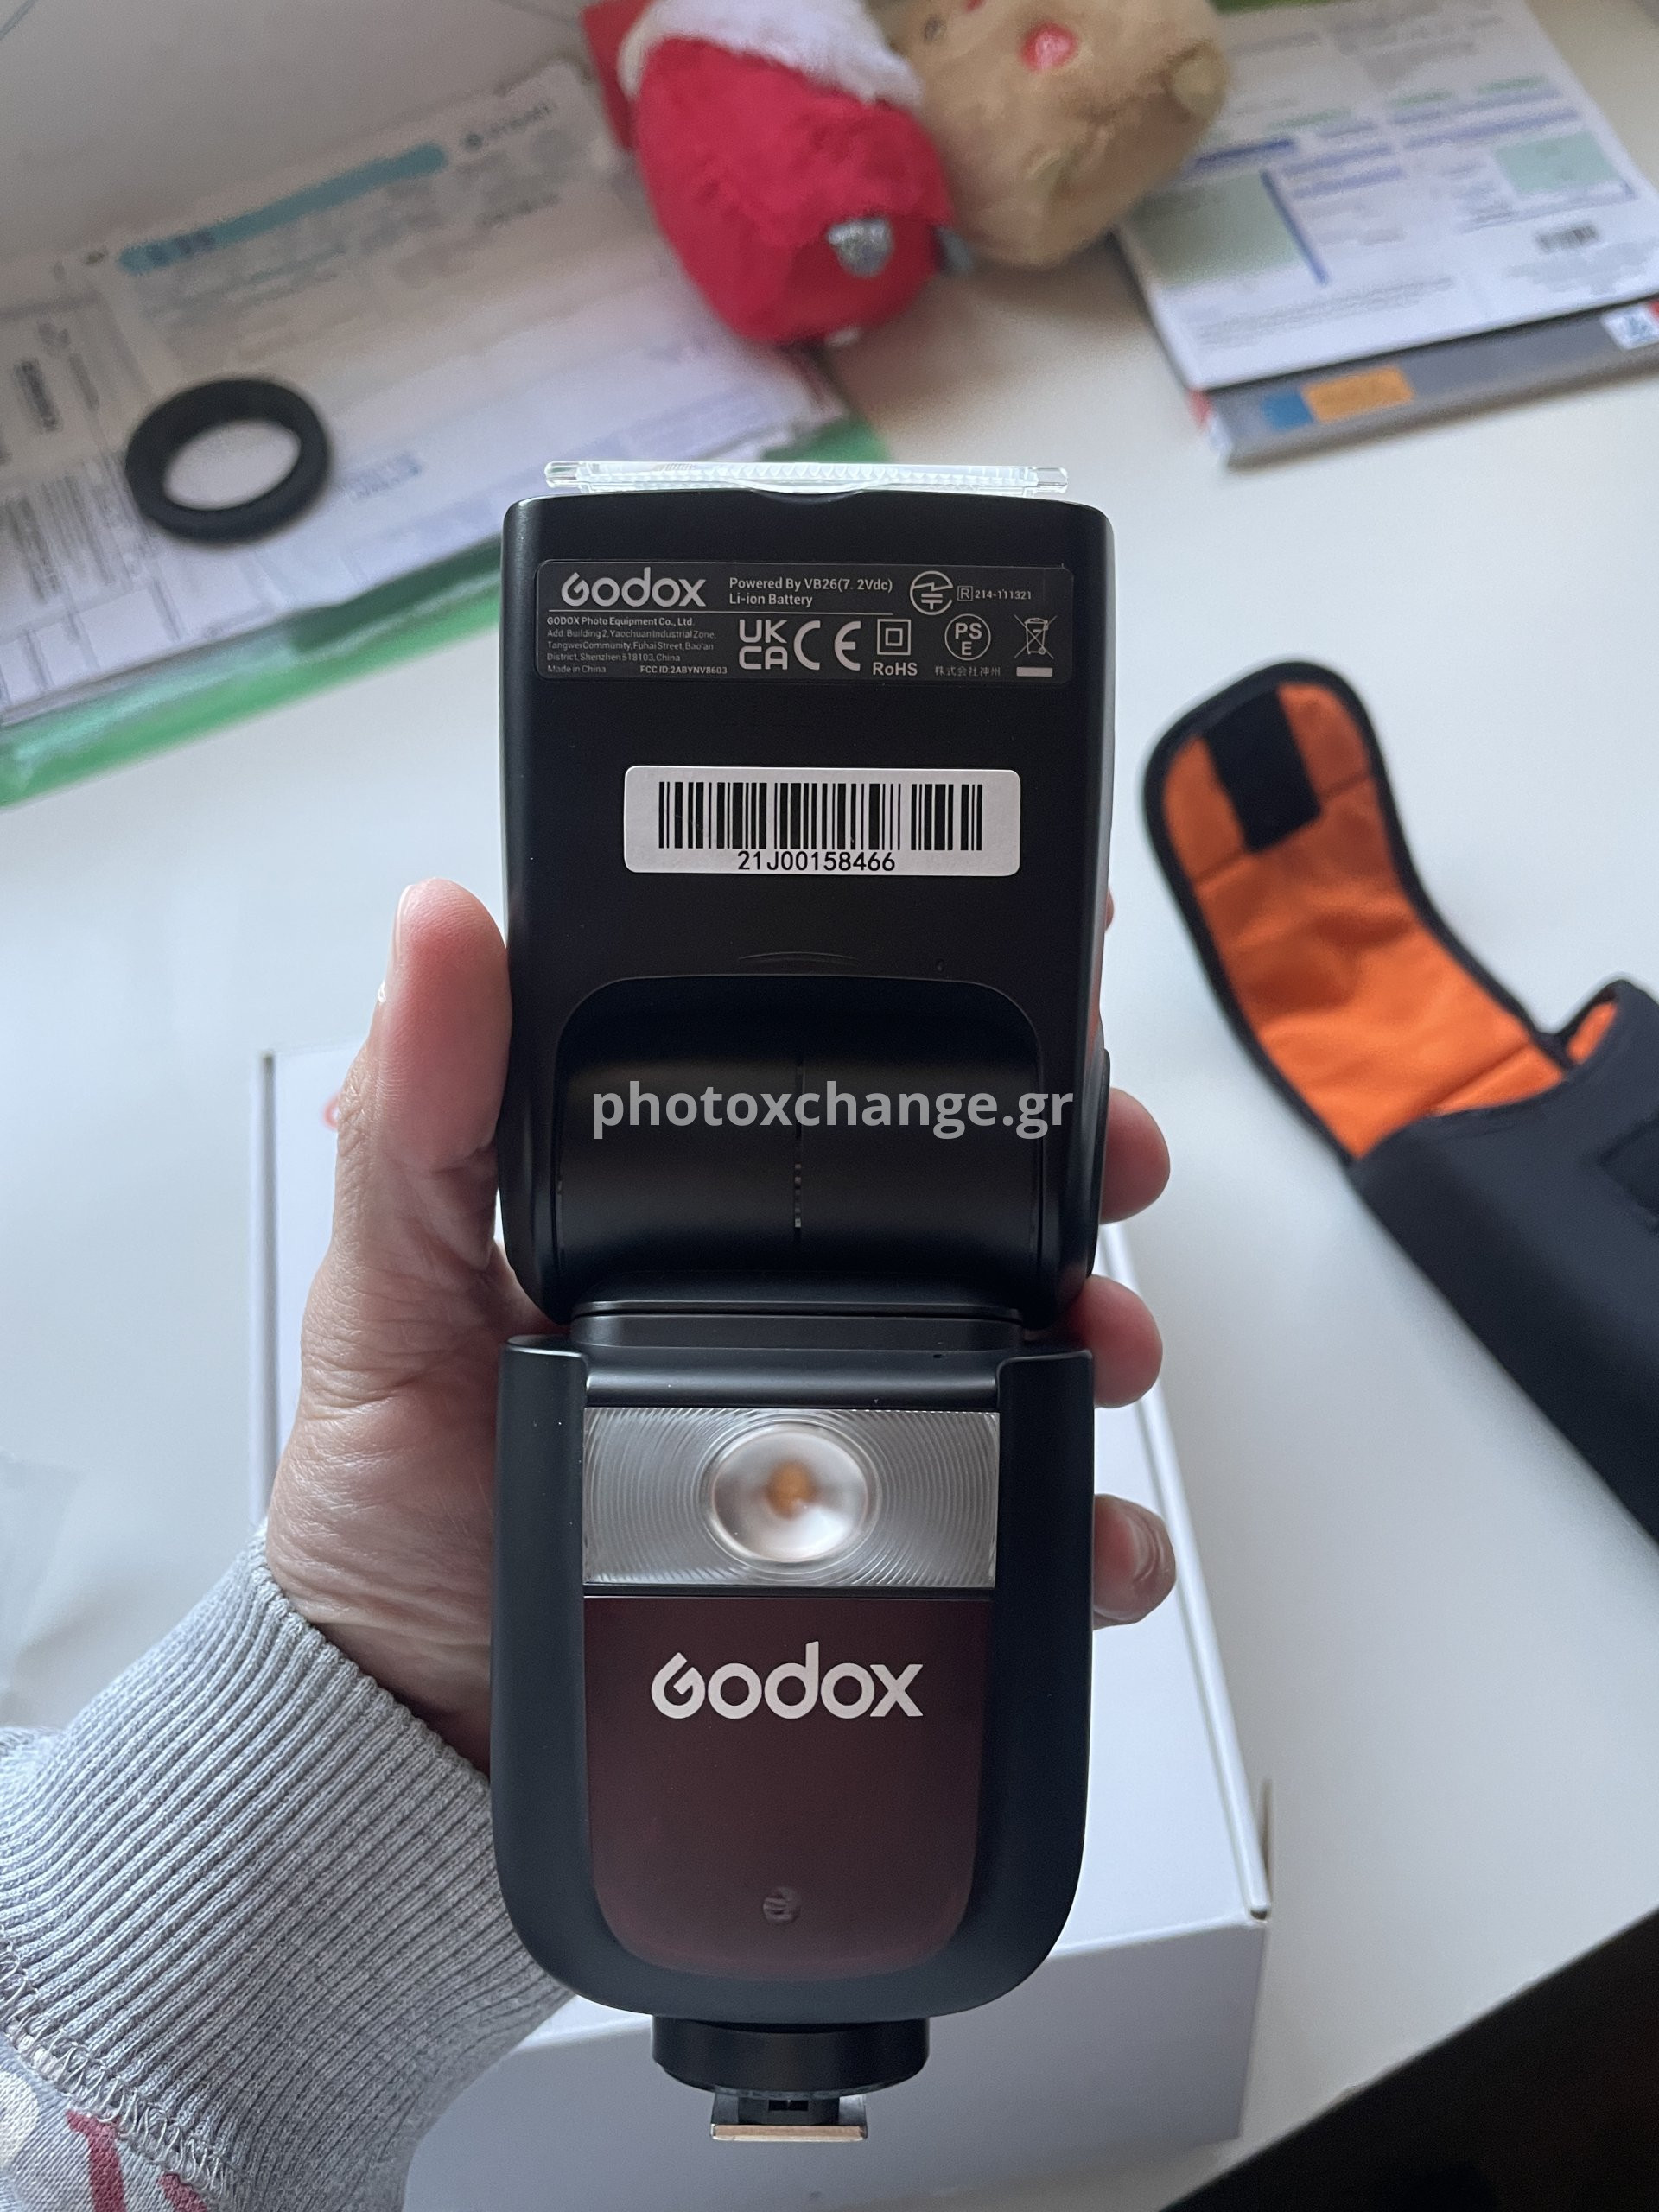 Godox
Powered By VB26(7. 2Vdc)
Li-ion Battery
R 214-111321
GODOX Photo Equipment Co., Ltd.
Add: Building 2, Yaochuan Industrial Zone,
Tangwei Community, Fuhai Street, Bao'an
District, Shenzhen 518103, China
Made in China FCC ID:2ABYNV8603
UK
CA CE
RoHS
PS
E
株式会社神州
21J00158466
photoxchange.gr
Godox